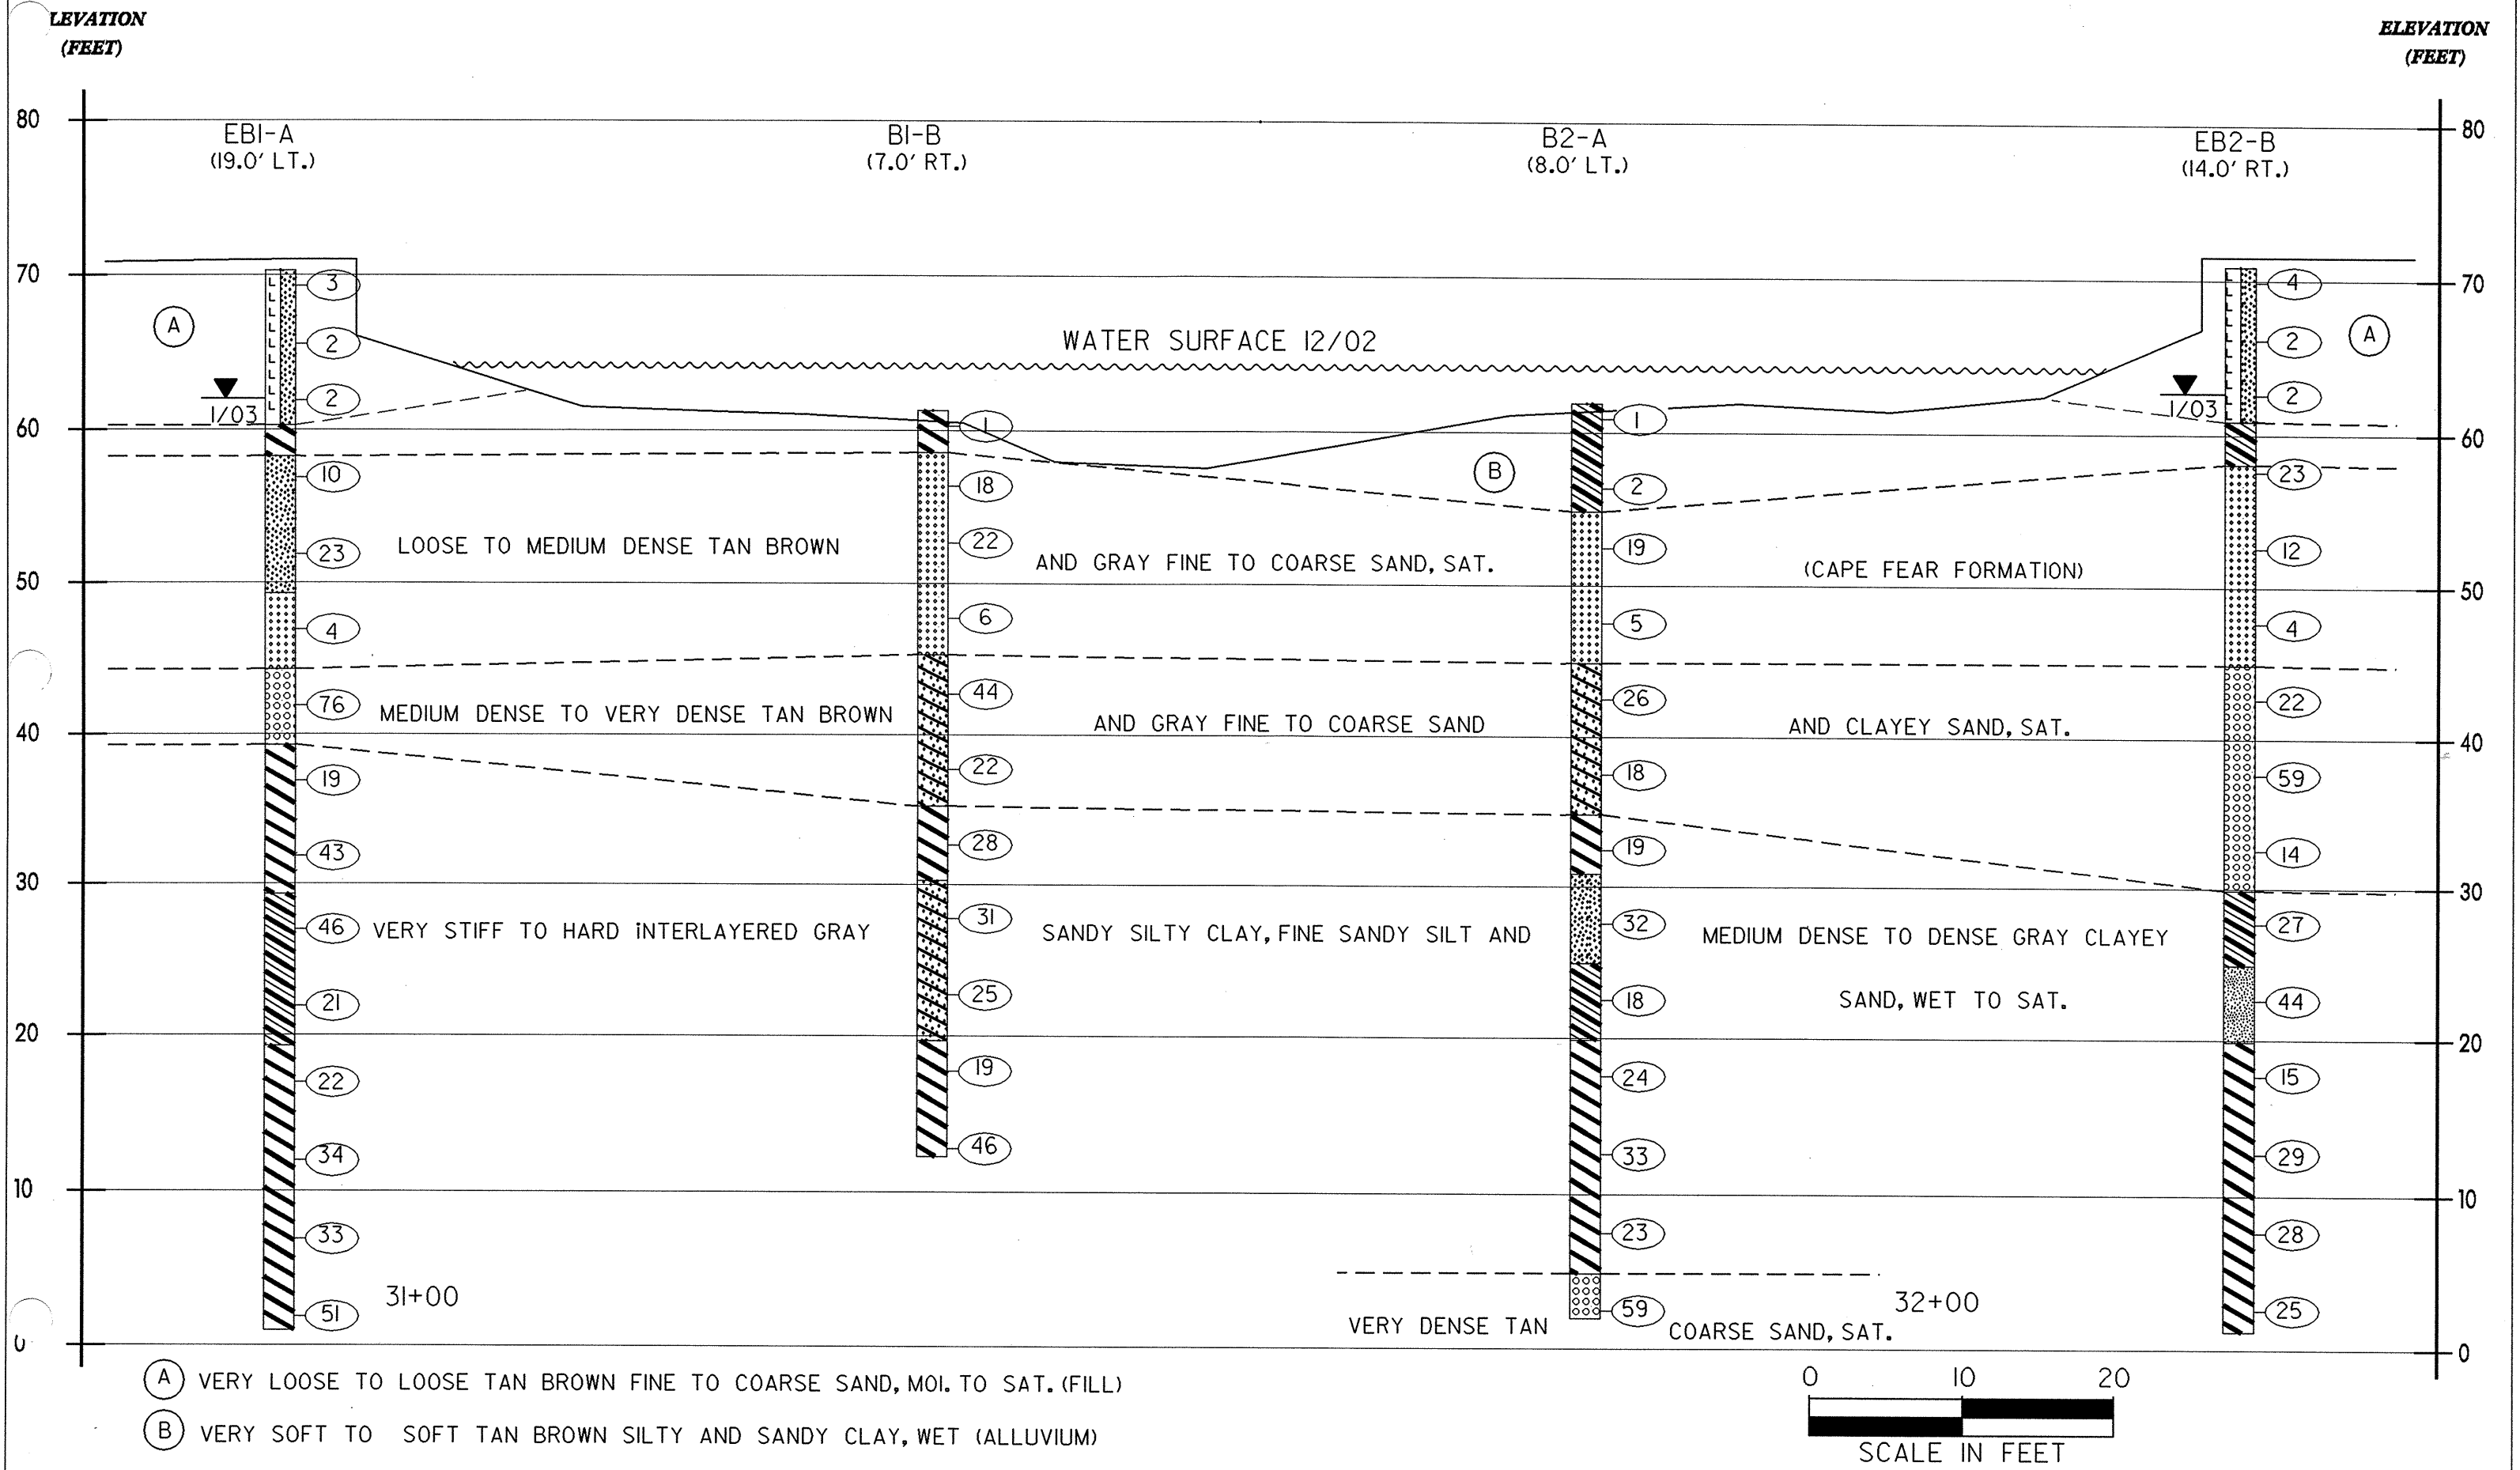 LEVATION
(FEET)
ELEVATION
(FEET)
80
EB1-A
(19.0' LT.)
B1-B
(7.0' RT.)
B2-A
(8.0' LT.)
EB2-B
(14.0' RT.)
80
70
3
4
70
A
2
WATER SURFACE 12/02
2
A
2
1/03
2
1/03
60
1
1
60
10
18
B
2
23
23
LOOSE TO MEDIUM DENSE TAN BROWN
22
AND GRAY FINE TO COARSE SAND, SAT.
19
(CAPE FEAR FORMATION)
12
50
50
4
6
5
4
76
MEDIUM DENSE TO VERY DENSE TAN BROWN
44
AND GRAY FINE TO COARSE SAND
26
AND CLAYEY SAND, SAT.
22
40
40
19
22
18
59
43
28
19
14
30
30
46
VERY STIFF TO HARD INTERLAYERED GRAY
31
SANDY SILTY CLAY, FINE SANDY SILT AND
32
MEDIUM DENSE TO DENSE GRAY CLAYEY
27
21
25
18
SAND, WET TO SAT.
44
20
20
22
19
24
15
34
46
33
29
10
10
33
23
28
31+00
32+00
51
59
25
VERY DENSE TAN
COARSE SAND, SAT.
0
0
A VERY LOOSE TO LOOSE TAN BROWN FINE TO COARSE SAND, MOI. TO SAT. (FILL)
B VERY SOFT TO SOFT TAN BROWN SILTY AND SANDY CLAY, WET (ALLUVIUM)
0 10 20
SCALE IN FEET